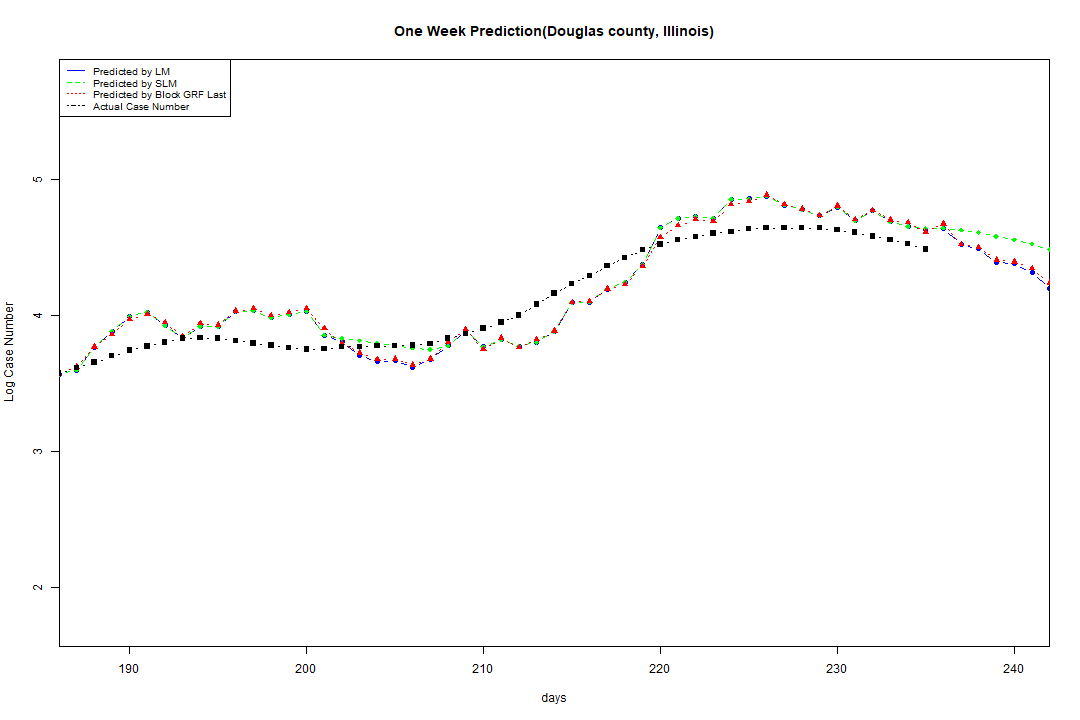 One Week Prediction(Douglas county, Illinois)
Predicted by LM
Predicted by SLM
Predicted by Block GRF Last
Actual Case Number
5
4
3
2
Log Case Number
190 200 210 220 230 240
days